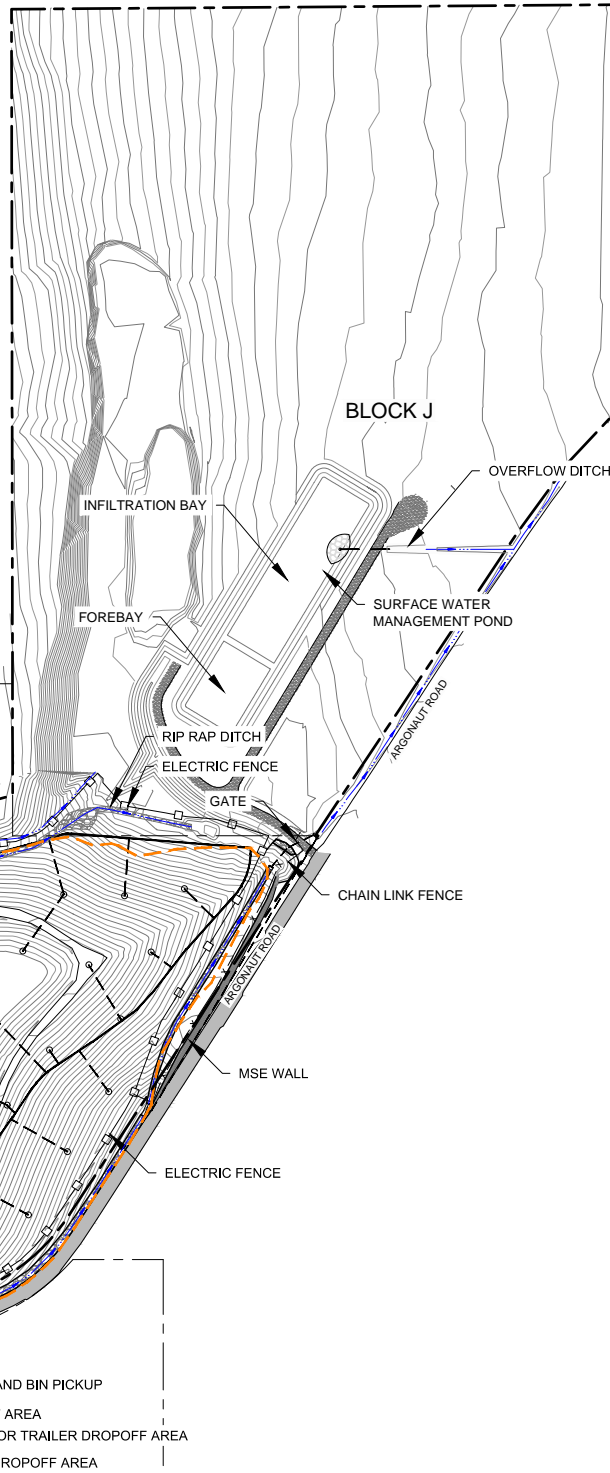 BLOCK J
OVERFLOW DITCH
INFILTRATION BAY
SURFACE WATER
MANAGEMENT POND
FOREBAY
ARGONAUT ROAD
RIP RAP DITCH
ELECTRIC FENCE
GATE
CHAIN LINK FENCE
ARGONAUT ROAD
MSE WALL
ELECTRIC FENCE
AND BIN PICKUP
AREA
OR TRAILER DROPOFF AREA
DROPOFF AREA